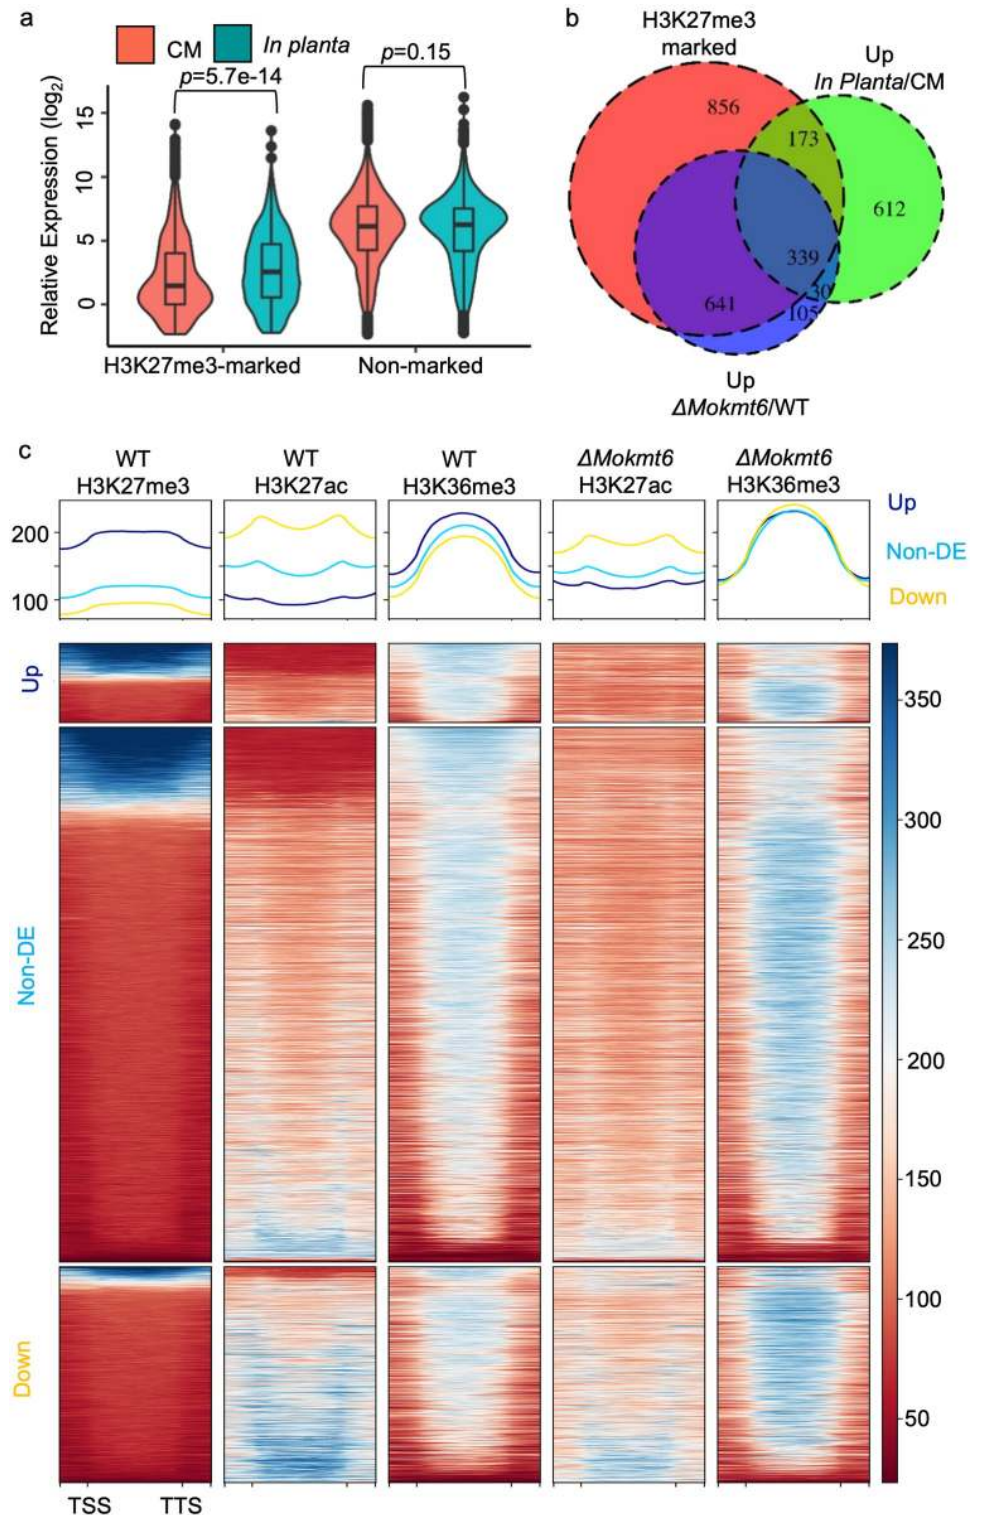 a
CM
In planta
p=5.7e-14
p=0.15
Relative Expression (log2)
15
10
5
0
H3K27me3-marked
Non-marked
b
H3K27me3
marked
Up
In Planta/CM
856
173
612
339
30
641
105
Up
ΔMokmt6/WT
c
WT
H3K27me3
WT
H3K27ac
WT
H3K36me3
ΔMokmt6
H3K27ac
ΔMokmt6
H3K36me3
200
100
Up
Non-DE
Down
Up
Non-DE
Down
350
300
250
200
150
100
50
TSS
TTS